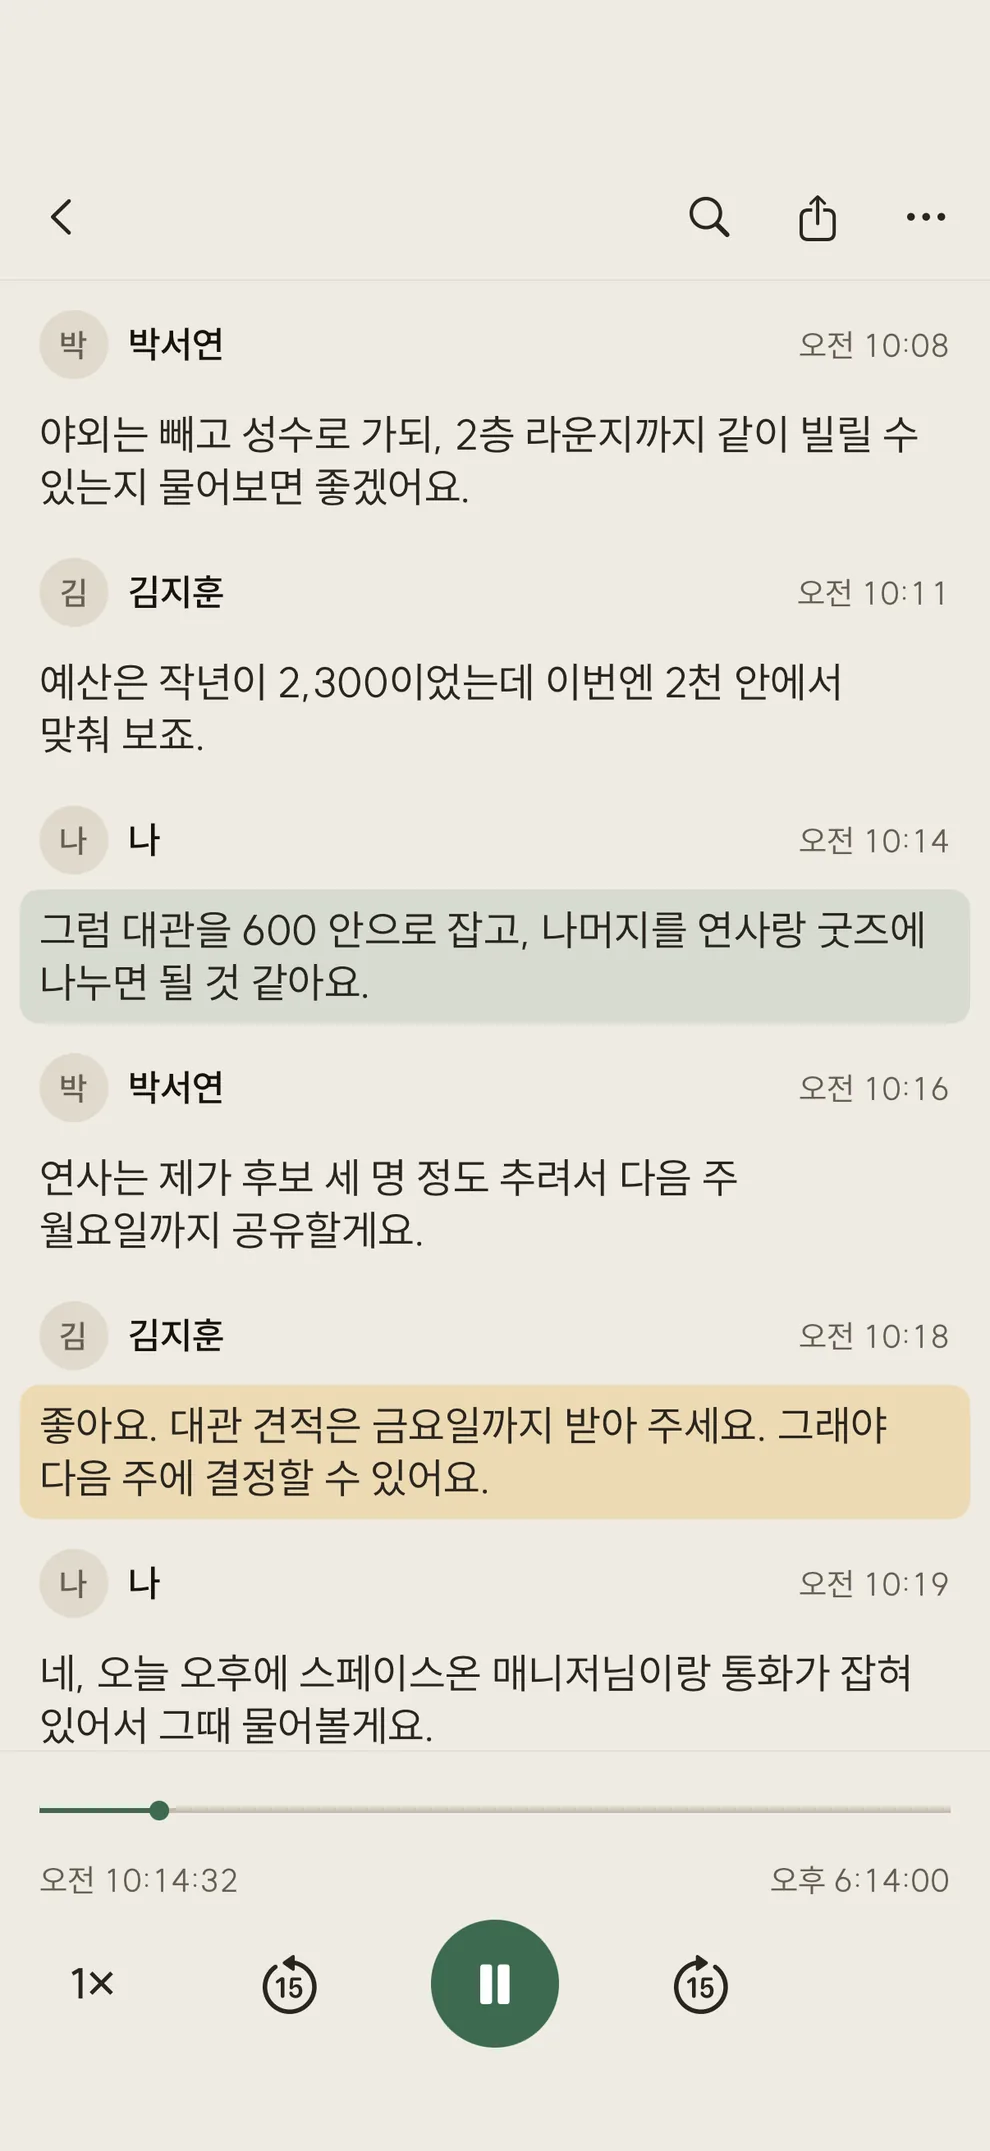 박 박서연 오전 10:08
야외는 빼고 성수로 가되, 2층 라운지까지 같이 빌릴 수
있는지 물어보면 좋겠어요.
김 김지훈 오전 10:11
예산은 작년이 2,300이었는데 이번엔 2천 안에서
맞춰 보죠.
나 나 오전 10:14
그럼 대관을 600 안으로 잡고, 나머지를 연사랑 굿즈에
나누면 될 것 같아요.
박 박서연 오전 10:16
연사는 제가 후보 세 명 정도 추려서 다음 주
월요일까지 공유할게요.
김 김지훈 오전 10:18
좋아요. 대관 견적은 금요일까지 받아 주세요. 그래야
다음 주에 결정할 수 있어요.
나 나 오전 10:19
네, 오늘 오후에 스페이스온 매니저님이랑 통화가 잡혀
있어서 그때 물어볼게요.
오전 10:14:32 오후 6:14:00
1× 15 15